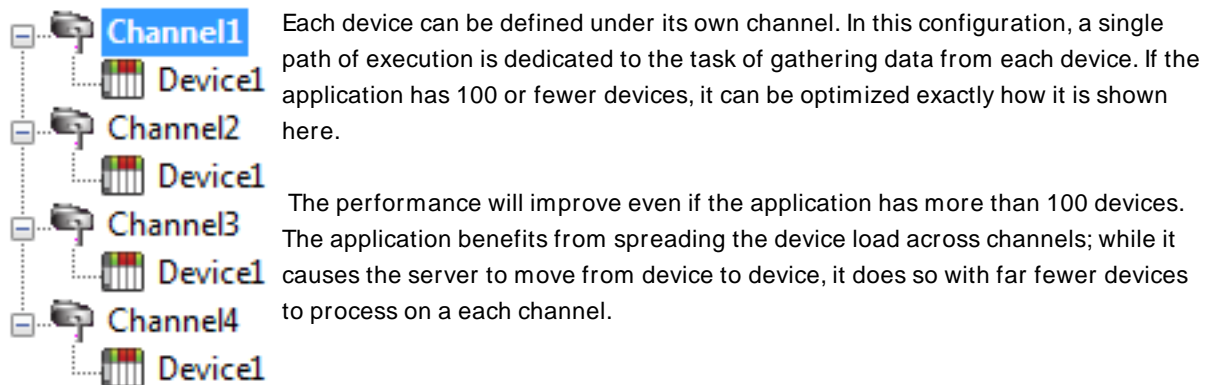 Channel1
Device1
Channel2
Device1
Channel3
Device1
Channel4
Device1
Each device can be defined under its own channel. In this configuration, a single
path of execution is dedicated to the task of gathering data from each device. If the
application has 100 or fewer devices, it can be optimized exactly how it is shown
here.
The performance will improve even if the application has more than 100 devices.
The application benefits from spreading the device load across channels; while it
causes the server to move from device to device, it does so with far fewer devices
to process on a each channel.